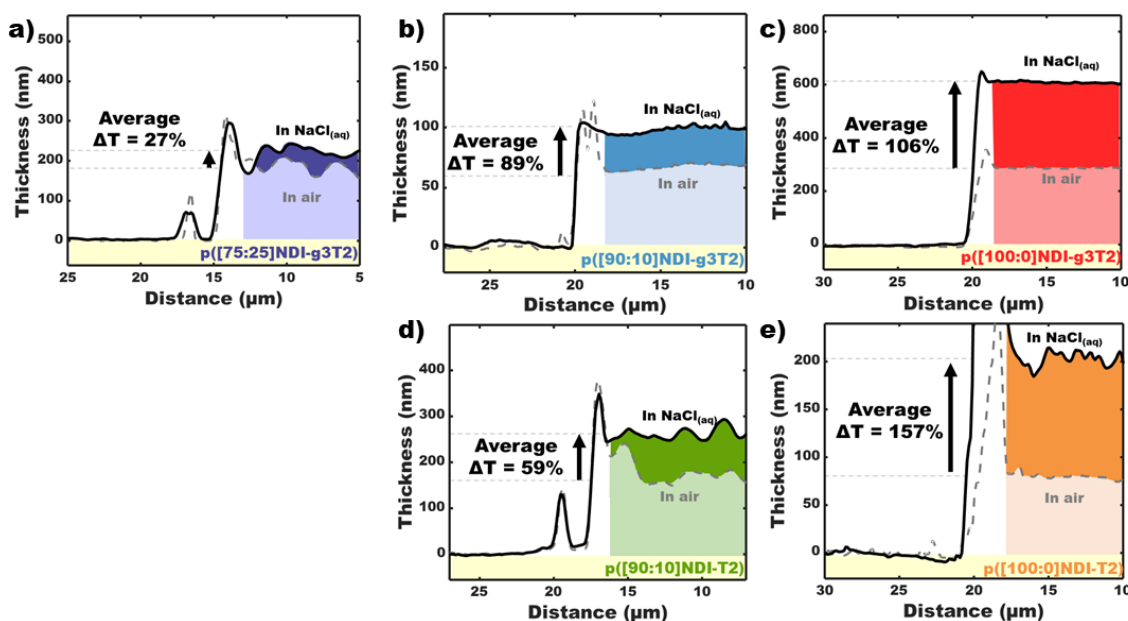 a)
Thickness (nm)
500
400
300
200
100
0
Average
ΔT = 27%
In NaCl(aq)
In air
p([75:25]NDI-g3T2)
25
20
15
10
5
Distance (µm)
b)
Thickness (nm)
150
100
50
0
Average
ΔT = 89%
In NaCl(aq)
In air
p([90:10]NDI-g3T2)
25
20
15
10
Distance (µm)
c)
Thickness (nm)
600
400
200
0
Average
ΔT = 106%
In NaCl(aq)
In air
p([100:0]NDI-g3T2)
30
25
20
15
10
Distance (µm)
d)
Thickness (nm)
400
300
200
100
0
Average
ΔT = 59%
In NaCl(aq)
In air
p([90:10]NDI-T2)
25
20
15
10
Distance (µm)
e)
Thickness (nm)
200
150
100
50
0
Average
ΔT = 157%
In NaCl(aq)
In air
p([100:0]NDI-T2)
30
25
20
15
10
Distance (µm)